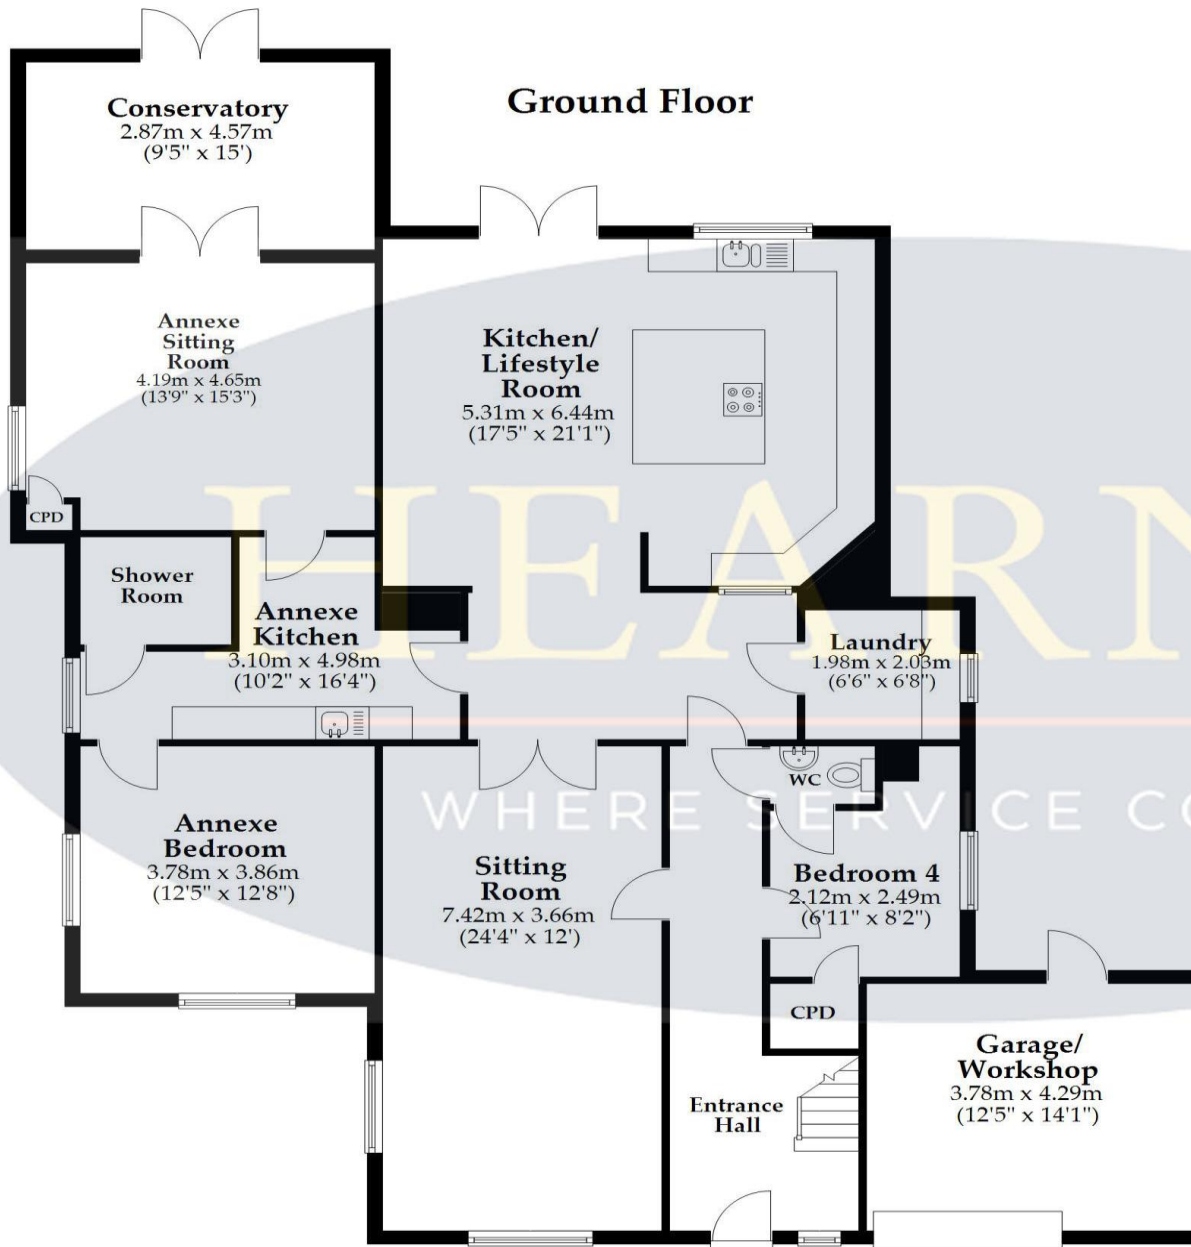 Ground Floor
Conservatory
2.87m x 4.57m
(9'5" x 15')
Annexe
Sitting
Room
4.19m x 4.65m
(13'9" x 15'3")
Kitchen/
Lifestyle
Room
5.31m x 6.44m
(17'5" x 21'1")
CPD
HEARN
Shower
Room
Annexe
Kitchen
3.10m x 4.98m
(10'2" x 16'4")
Laundry
1.98m x 2.03m
(6'6" x 6'8")
WC
WHERE SERVICE CO
Annexe
Bedroom
3.78m x 3.86m
(12'5" x 12'8")
Sitting
Room
7.42m x 3.66m
(24'4" x 12')
Bedroom 4
2.12m x 2.49m
(6'11" x 8'2")
CPD
Entrance
Hall
Garage/
Workshop
3.78m x 4.29m
(12'5" x 14'1")